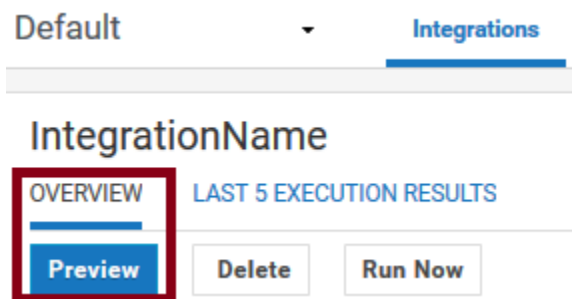 Default Integrations
IntegrationName
OVERVIEW LAST 5 EXECUTION RESULTS
Preview Delete Run Now